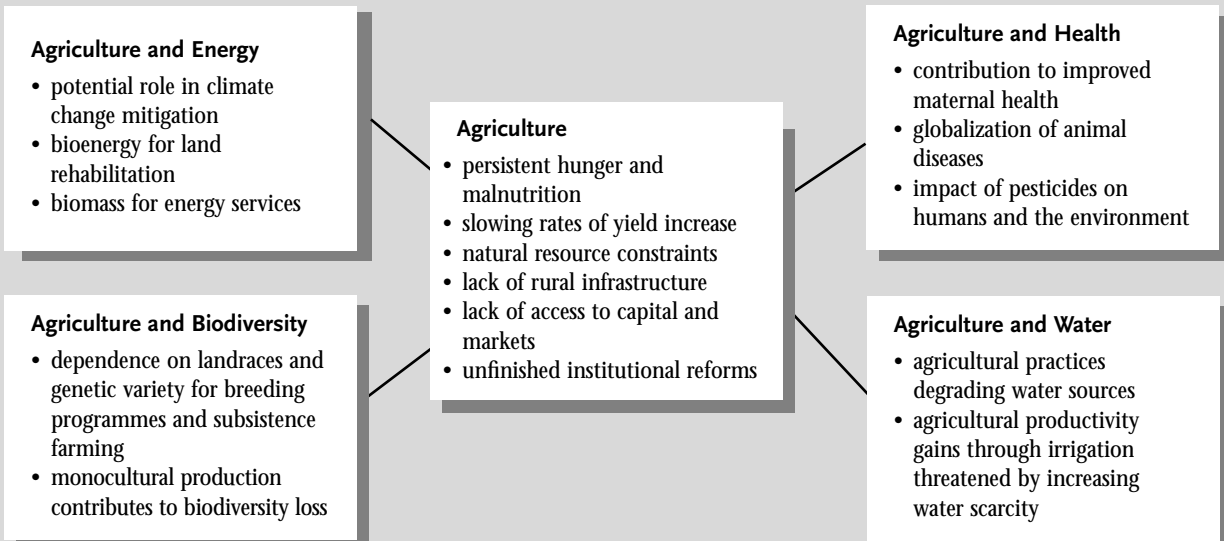 Agriculture and Energy
• potential role in climate
change mitigation
• bioenergy for land
rehabilitation
• biomass for energy services
Agriculture and Biodiversity
• dependence on landraces and
genetic variety for breeding
programmes and subsistence
farming
• monocultural production
contributes to biodiversity loss
Agriculture
• persistent hunger and
malnutrition
• slowing rates of yield increase
• natural resource constraints
• lack of rural infrastructure
• lack of access to capital and
markets
• unfinished institutional reforms
Agriculture and Health
• contribution to improved
maternal health
• globalization of animal
diseases
• impact of pesticides on
humans and the environment
Agriculture and Water
• agricultural practices
degrading water sources
• agricultural productivity
gains through irrigation
threatened by increasing
water scarcity